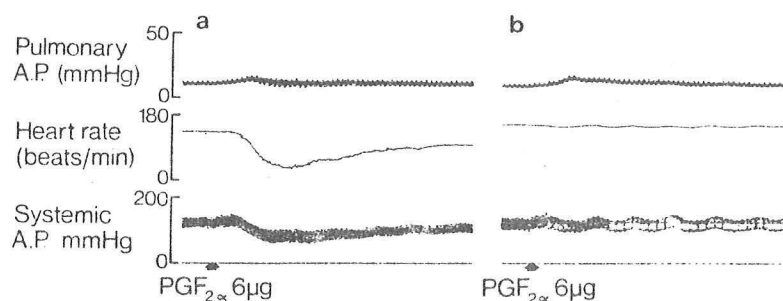 a
b
Pulmonary
A.P. (mmHg)
50
0
Heart rate
(beats/min)
180
0
Systemic
A.P. mmHg
200
0
PGF2α 6µg
PGF2α 6µg